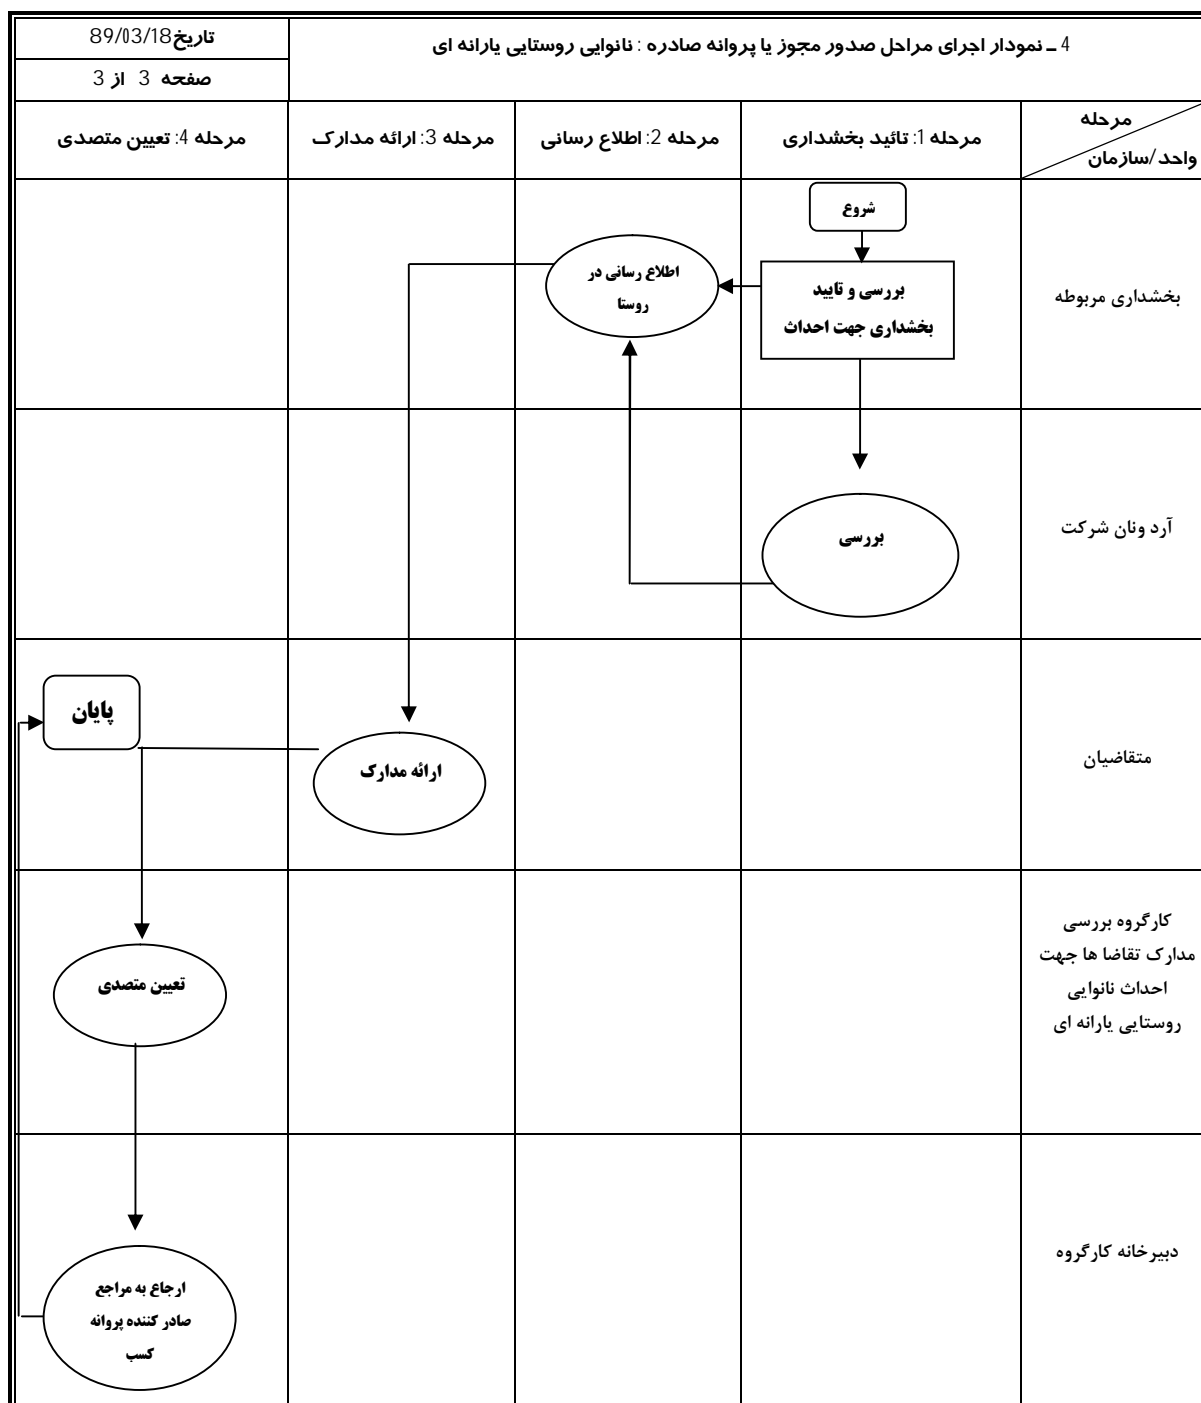 4 ـ نمودار اجرای مراحل صدور مجوز یا پروانه صادره : نانوایی روستایی یارانه ای
تاریخ89/03/18
صفحه 3 از 3
مرحله
واحد/سازمان
مرحله 1: تائید بخشداری
مرحله 2: اطلاع رسانی
مرحله 3: ارائه مدارک
مرحله 4: تعیین متصدی
بخشداری مربوطه
شروع
بررسی و تایید
بخشداری جهت احداث
اطلاع رسانی در
روستا
آرد ونان شرکت
بررسی
متقاضیان
ارائه مدارک
پایان
کارگروه بررسی
مدارک تقاضا ها جهت
احداث نانوایی
روستایی یارانه ای
تعیین متصدی
دبیرخانه کارگروه
ارجاع به مراجع
صادر کننده پروانه
کسب